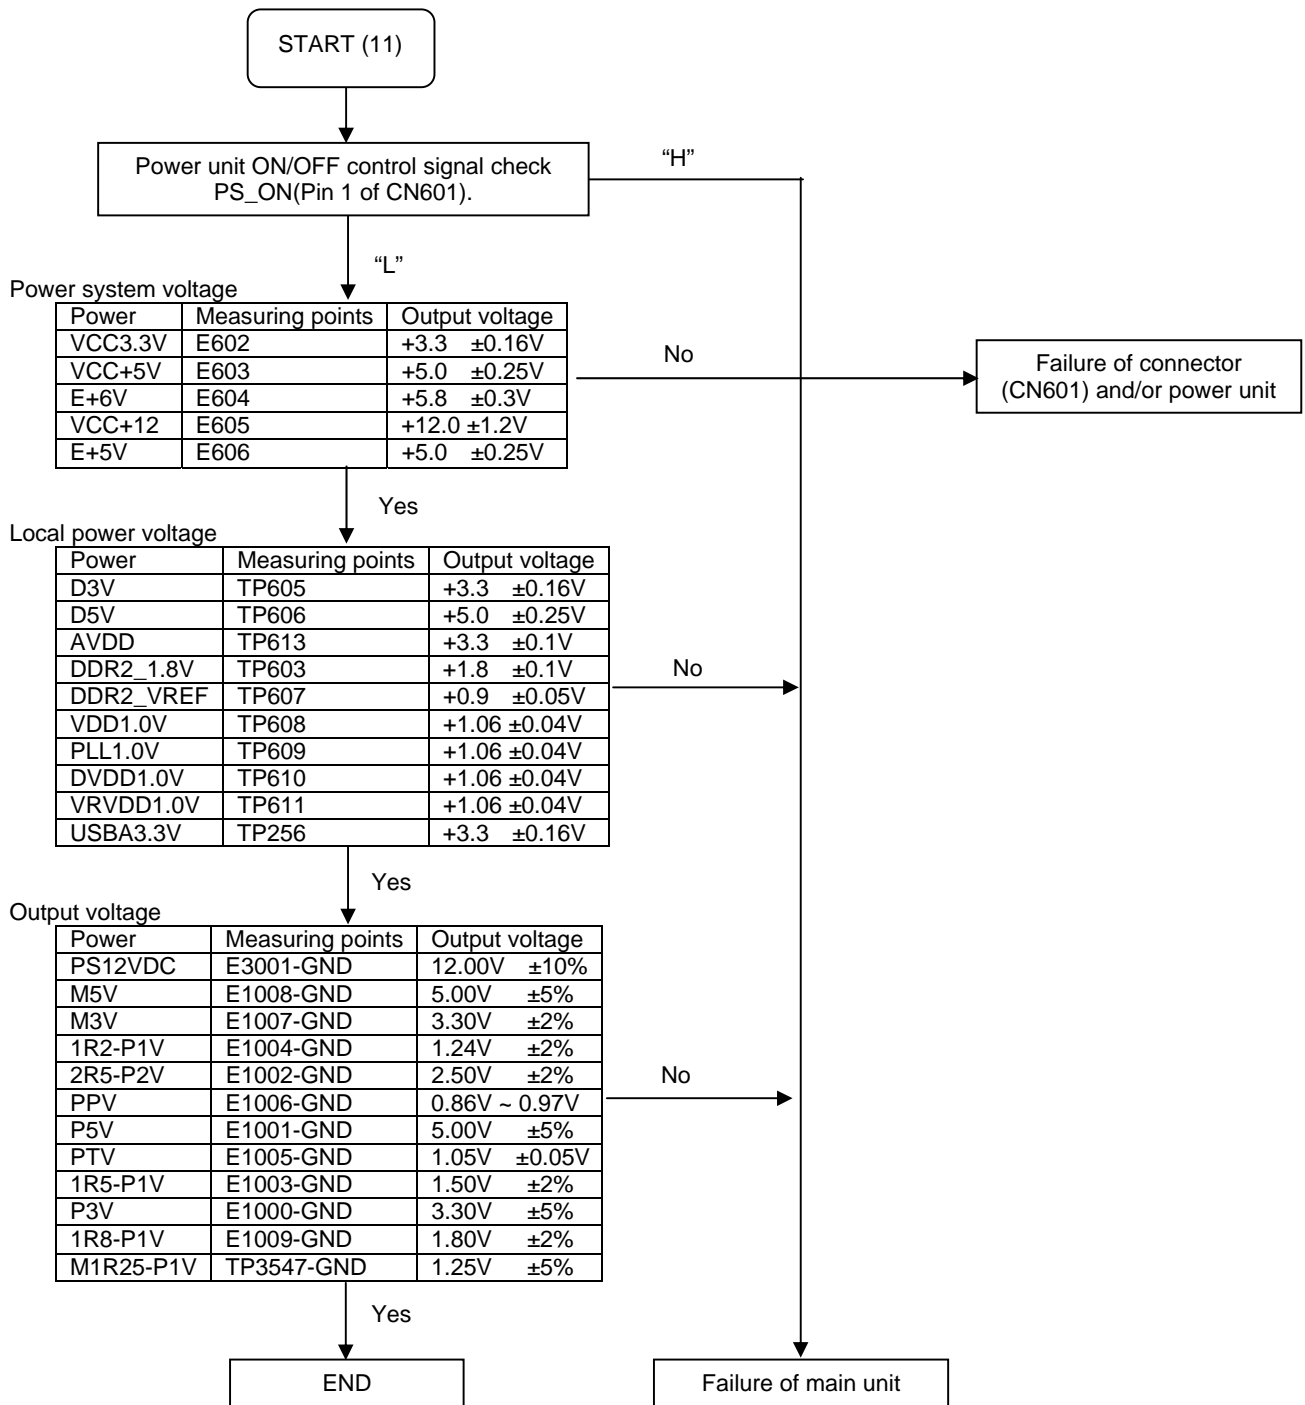 START (11)
Power unit ON/OFF control signal check
PS_ON(Pin 1 of CN601).
“H”
“L”
Power system voltage
Power Measuring points Output voltage
VCC3.3V E602 +3.3 ±0.16V
VCC+5V E603 +5.0 ±0.25V
E+6V E604 +5.8 ±0.3V
VCC+12 E605 +12.0 ±1.2V
E+5V E606 +5.0 ±0.25V
No
Failure of connector
(CN601) and/or power unit
Yes
Local power voltage
Power Measuring points Output voltage
D3V TP605 +3.3 ±0.16V
D5V TP606 +5.0 ±0.25V
AVDD TP613 +3.3 ±0.1V
DDR2_1.8V TP603 +1.8 ±0.1V
DDR2_VREF TP607 +0.9 ±0.05V
VDD1.0V TP608 +1.06 ±0.04V
PLL1.0V TP609 +1.06 ±0.04V
DVDD1.0V TP610 +1.06 ±0.04V
VRVDD1.0V TP611 +1.06 ±0.04V
USBA3.3V TP256 +3.3 ±0.16V
No
Yes
Output voltage
Power Measuring points Output voltage
PS12VDC E3001-GND 12.00V ±10%
M5V E1008-GND 5.00V ±5%
M3V E1007-GND 3.30V ±2%
1R2-P1V E1004-GND 1.24V ±2%
2R5-P2V E1002-GND 2.50V ±2%
PPV E1006-GND 0.86V ~ 0.97V
P5V E1001-GND 5.00V ±5%
PTV E1005-GND 1.05V ±0.05V
1R5-P1V E1003-GND 1.50V ±2%
P3V E1000-GND 3.30V ±5%
1R8-P1V E1009-GND 1.80V ±2%
M1R25-P1V TP3547-GND 1.25V ±5%
No
Yes
END
Failure of main unit